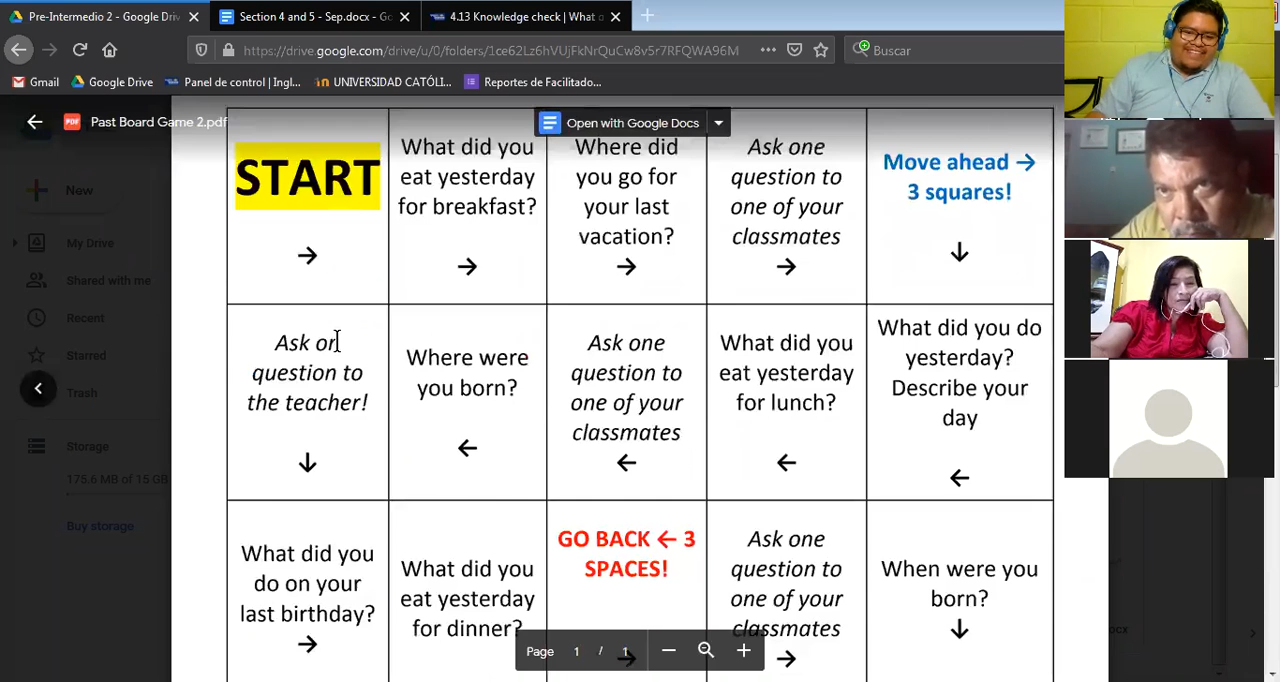 Pre-Intermedio 2 - Google Driv
Section 4 and 5 - Sep.docx - Go
4.13 Knowledge check | What
https://drive.google.com/drive/u/0/folders/1ce62Lz6hVUjFkNrQuCw8v5r7RFQWA96M
Buscar
Gmail
Google Drive
Panel de control | Ingl...
UNIVERSIDAD CATÓLI...
Reportes de Facilitado...
PDF
Past Board Game 2.pdf
Open with Google Docs
New
My Drive
Shared with me
Recent
Starred
Trash
Storage
175.6 MB of 15 GB
Buy storage
START
→
What did you
eat yesterday
for breakfast?
→
Where did
you go for
your last
vacation?
→
Ask one
question to
one of your
classmates
→
Move ahead →
3 squares!
↓
Ask
question to
the teacher!
↓
Where were
you born?
←
Ask one
question to
one of your
classmates
←
What did you
eat yesterday
for lunch?
←
What did you do
yesterday?
Describe your
day
←
What did you
do on your
last birthday?
→
What did you
eat yesterday
for dinner?
GO BACK ← 3
SPACES!
→
Ask one
question to
one of your
classmates
→
When were you
born?
↓
Page 1 / 1